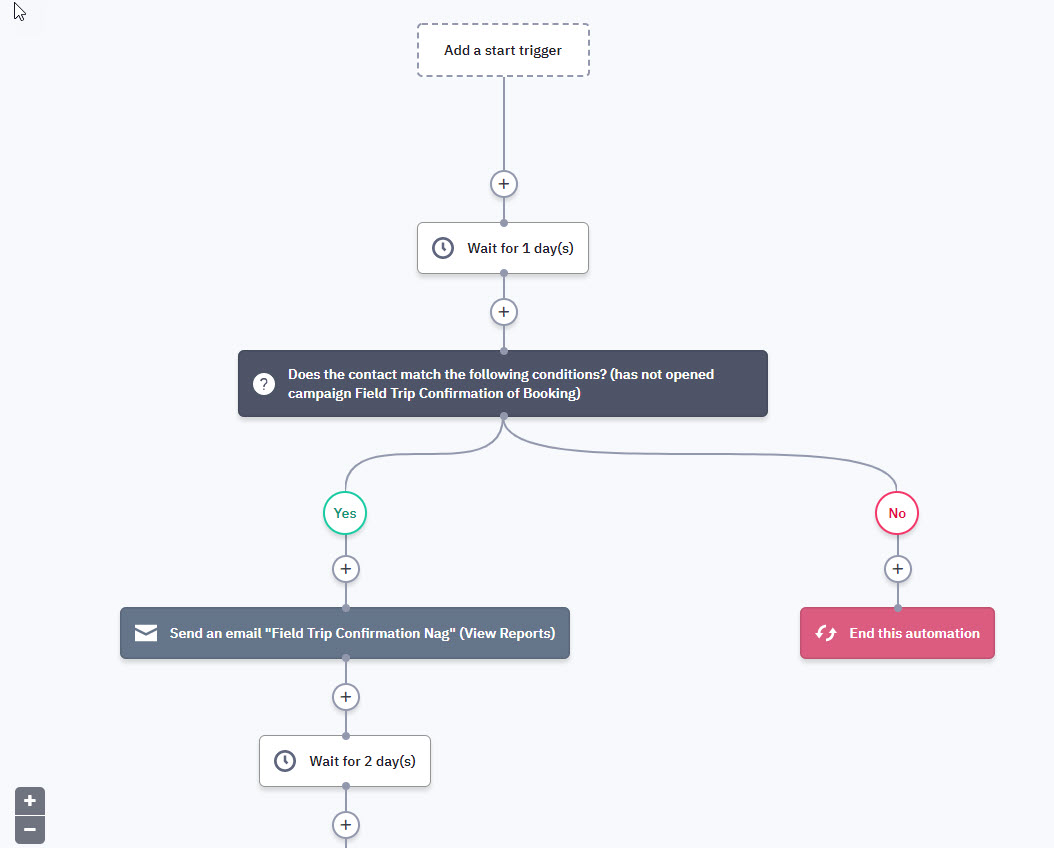 Add a start trigger
+
Wait for 1 day(s)
+
? Does the contact match the following conditions? (has not opened
campaign Field Trip Confirmation of Booking)
Yes
No
+
+
Send an email "Field Trip Confirmation Nag" (View Reports)
End this automation
+
Wait for 2 day(s)
+
+
−